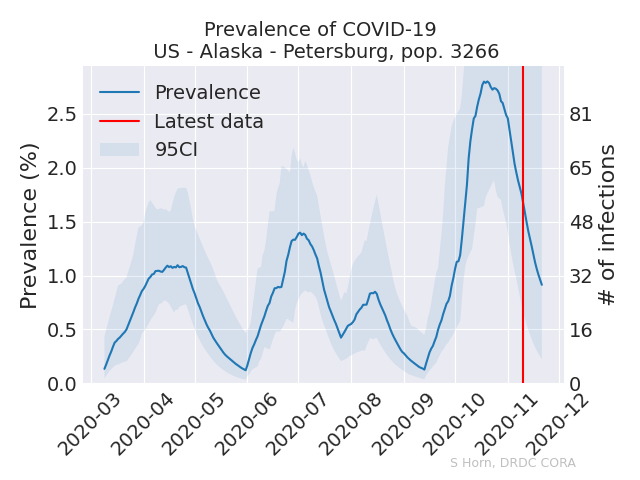 Prevalence of COVID-19
US - Alaska - Petersburg, pop. 3266
Prevalence
Latest data
95CI
Prevalence (%)
2.5
2.0
1.5
1.0
0.5
0.0
# of infections
81
65
48
32
16
0
2020-03
2020-04
2020-05
2020-06
2020-07
2020-08
2020-09
2020-10
2020-11
2020-12
S Horn, DRDC CORA